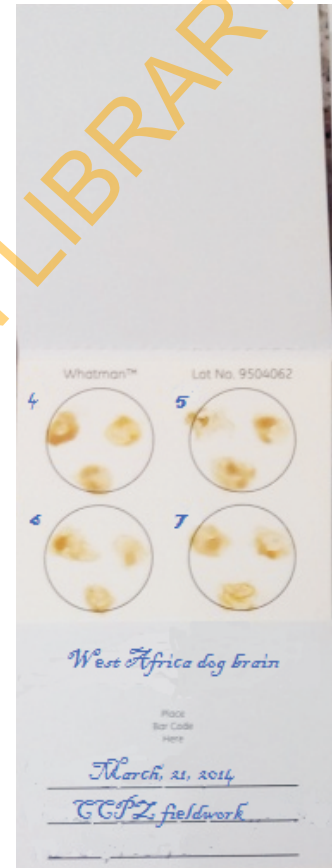 LIBRAR
Whatman™ Lot No. 9504062
4 5
6 7
West Africa dog brain
Place
Bar Code
Here
March, 21, 2014
CCPZ fieldwork